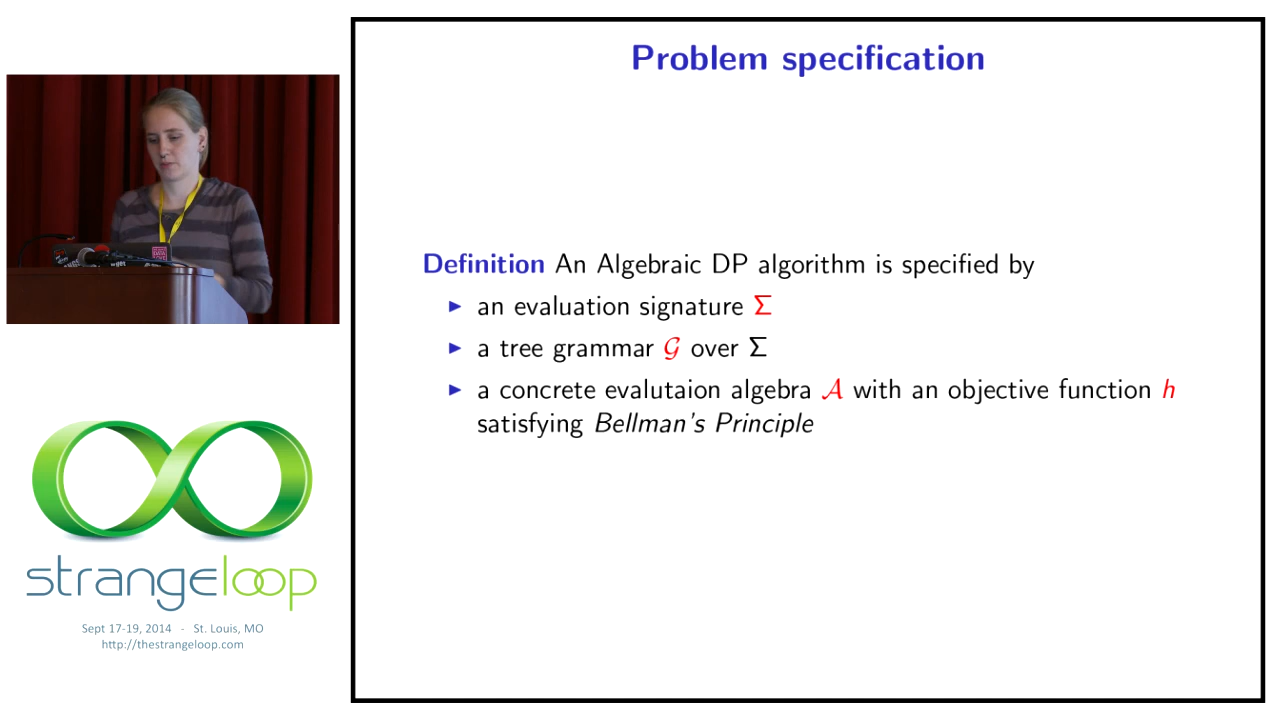 Problem specification
Definition An Algebraic DP algorithm is specified by
▶ an evaluation signature Σ
▶ a tree grammar 𝒢 over Σ
▶ a concrete evalutaion algebra 𝒜 with an objective function h
satisfying Bellman's Principle
strangeloop
Sept 17-19, 2014 - St. Louis, MO
http://thestrangeloop.com